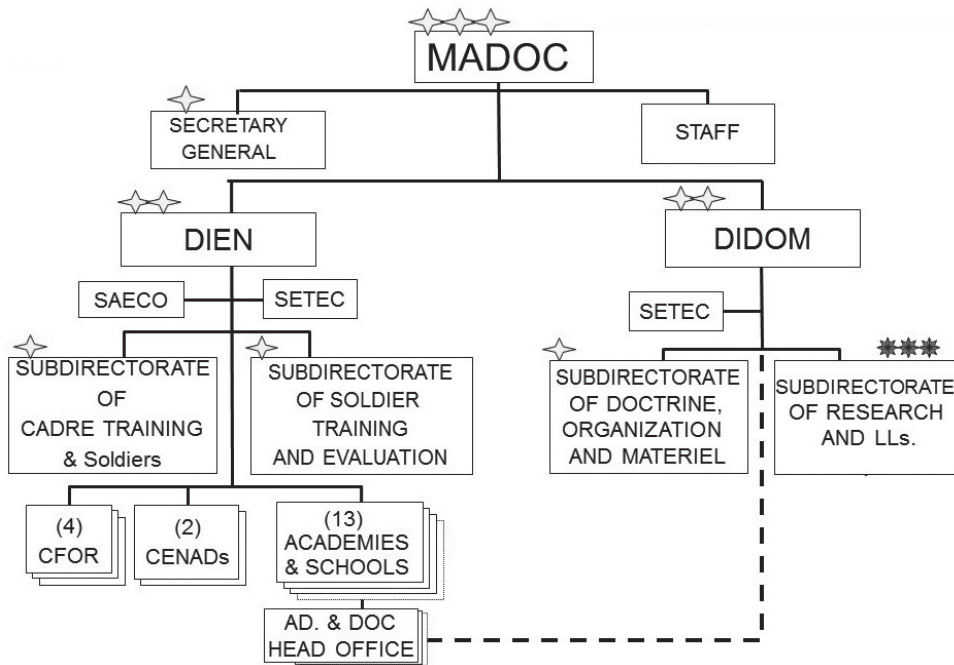 MADOC
SECRETARY
GENERAL
STAFF
DIEN
DIDOM
SAECO
SETEC
SETEC
SUBDIRECTORATE
OF
CADRE TRAINING
& Soldiers
SUBDIRECTORATE
OF SOLDIER
TRAINING
AND EVALUATION
SUBDIRECTORATE
OF DOCTRINE,
ORGANIZATION
AND MATERIEL
SUBDIRECTORATE
OF RESEARCH
AND LLs.
(4)
CFOR
(2)
CENADs
(13)
ACADEMIES
& SCHOOLS
AD. & DOC
HEAD OFFICE